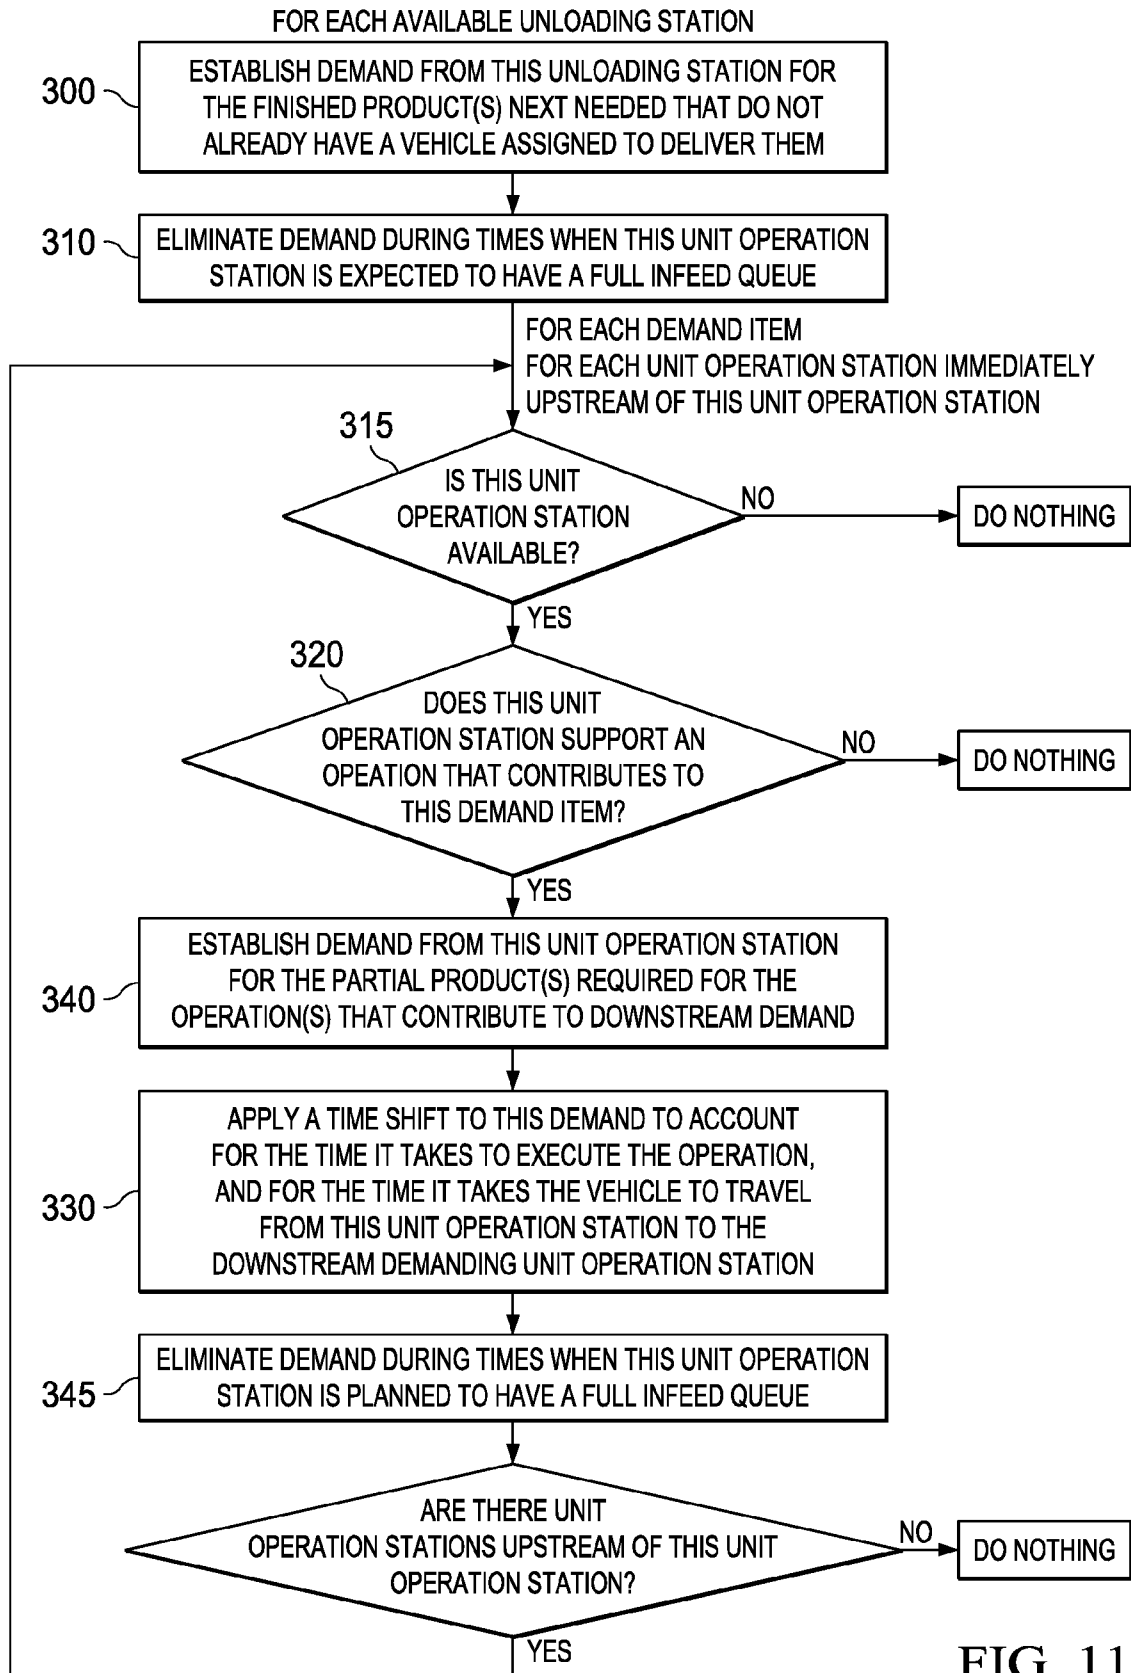 FOR EACH AVAILABLE UNLOADING STATION
300
ESTABLISH DEMAND FROM THIS UNLOADING STATION FOR
THE FINISHED PRODUCT(S) NEXT NEEDED THAT DO NOT
ALREADY HAVE A VEHICLE ASSIGNED TO DELIVER THEM
310
ELIMINATE DEMAND DURING TIMES WHEN THIS UNIT OPERATION
STATION IS EXPECTED TO HAVE A FULL INFEED QUEUE
FOR EACH DEMAND ITEM
FOR EACH UNIT OPERATION STATION IMMEDIATELY
UPSTREAM OF THIS UNIT OPERATION STATION
315
IS THIS UNIT
OPERATION STATION
AVAILABLE?
NO
DO NOTHING
YES
320
DOES THIS UNIT
OPERATION STATION SUPPORT AN
OPEATION THAT CONTRIBUTES TO
THIS DEMAND ITEM?
NO
DO NOTHING
YES
340
ESTABLISH DEMAND FROM THIS UNIT OPERATION STATION
FOR THE PARTIAL PRODUCT(S) REQUIRED FOR THE
OPERATION(S) THAT CONTRIBUTE TO DOWNSTREAM DEMAND
330
APPLY A TIME SHIFT TO THIS DEMAND TO ACCOUNT
FOR THE TIME IT TAKES TO EXECUTE THE OPERATION,
AND FOR THE TIME IT TAKES THE VEHICLE TO TRAVEL
FROM THIS UNIT OPERATION STATION TO THE
DOWNSTREAM DEMANDING UNIT OPERATION STATION
345
ELIMINATE DEMAND DURING TIMES WHEN THIS UNIT OPERATION
STATION IS PLANNED TO HAVE A FULL INFEED QUEUE
ARE THERE UNIT
OPERATION STATIONS UPSTREAM OF THIS UNIT
OPERATION STATION?
NO
DO NOTHING
YES
FIG. 11